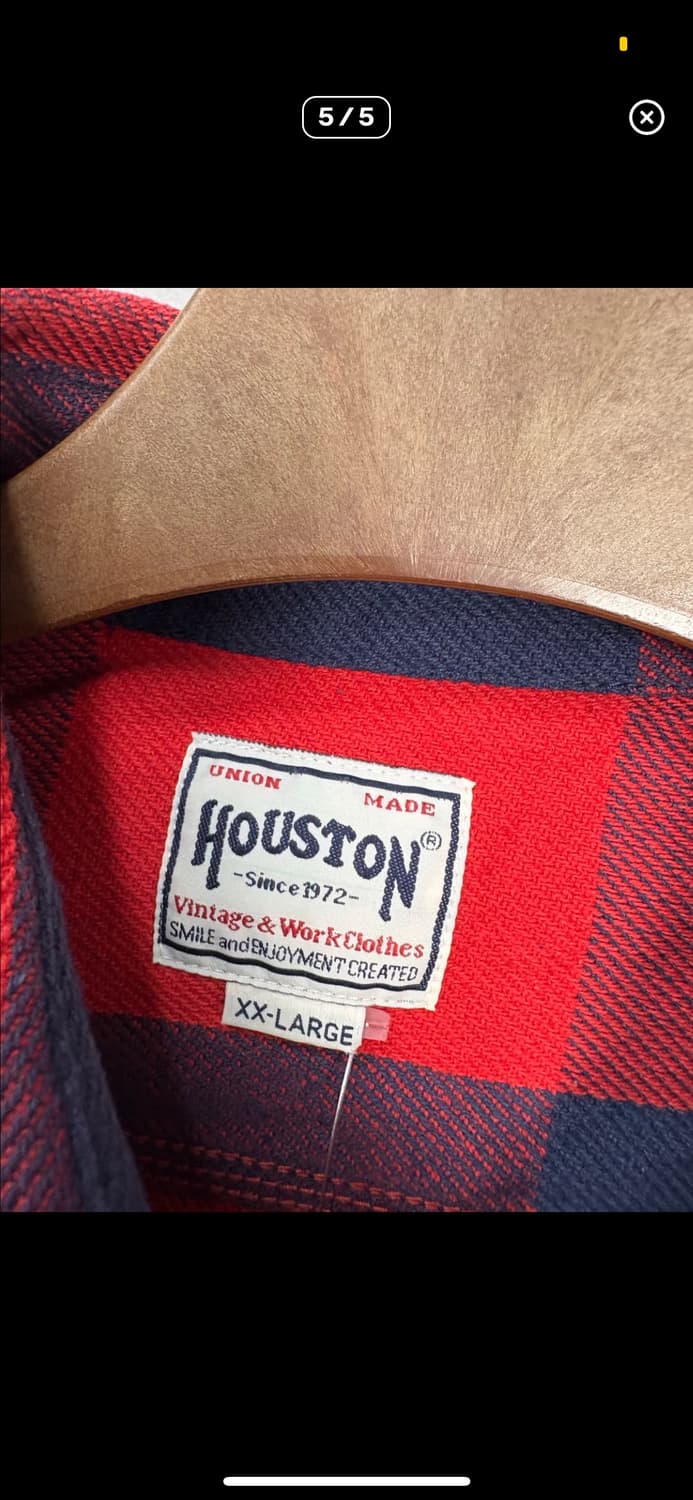 5/5
UNION MADE
HOUSTON®
-Since 1972-
Vintage & Work Clothes
SMILE and ENJOYMENT CREATED
XX-LARGE